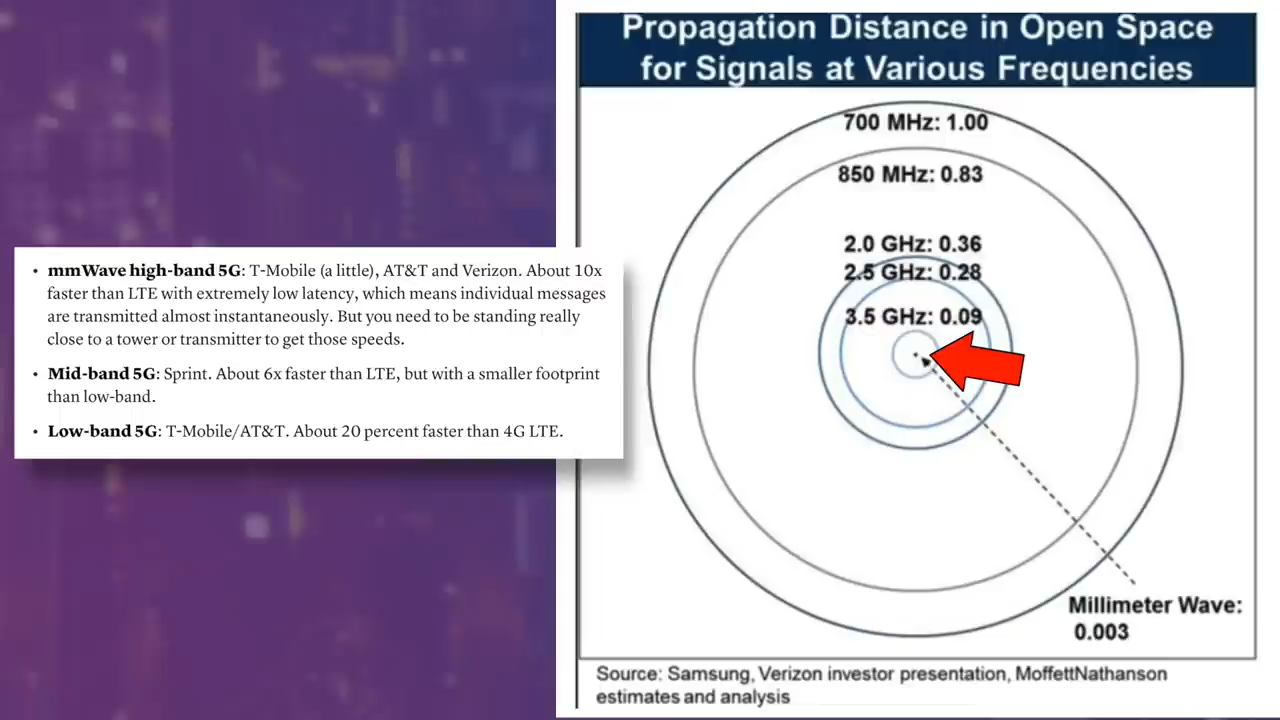 • mmWave high-band 5G: T-Mobile (a little), AT&T and Verizon. About 10x
faster than LTE with extremely low latency, which means individual messages
are transmitted almost instantaneously. But you need to be standing really
close to a tower or transmitter to get those speeds.
• Mid-band 5G: Sprint. About 6x faster than LTE, but with a smaller footprint
than low-band.
• Low-band 5G: T-Mobile/AT&T. About 20 percent faster than 4G LTE.
Propagation Distance in Open Space
for Signals at Various Frequencies
700 MHz: 1.00
850 MHz: 0.83
2.0 GHz: 0.36
2.5 GHz: 0.28
3.5 GHz: 0.09
Millimeter Wave:
0.003
Source: Samsung, Verizon investor presentation, MoffettNathanson
estimates and analysis